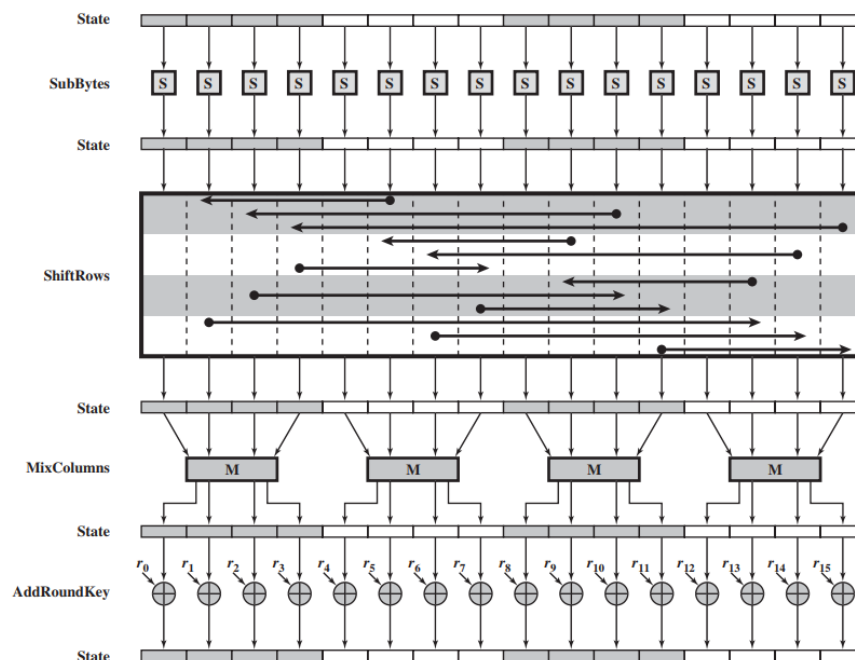 State
SubBytes S S S S S S S S S S S S S S S S
State
ShiftRows
State
MixColumns M M M M
State
r0 r1 r2 r3 r4 r5 r6 r7 r8 r9 r10 r11 r12 r13 r14 r15
AddRoundKey
State